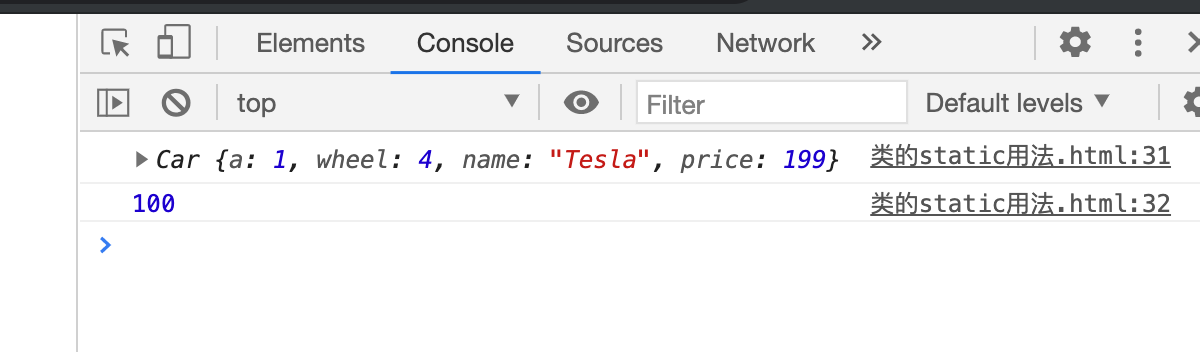 Elements Console Sources Network
top Filter Default levels
Car {a: 1, wheel: 4, name: "Tesla", price: 199} 类的static用法.html:31
100 类的static用法.html:32